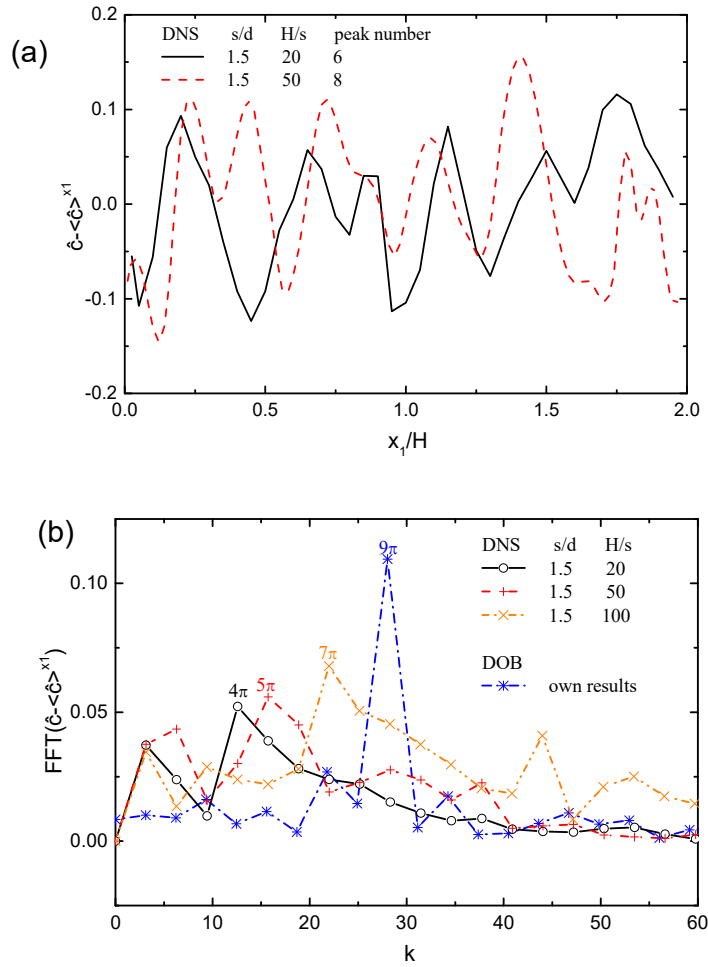 (a)
DNS s/d H/s peak number
1.5 20 6
1.5 50 8
0.2
0.1
0.0
-0.1
-0.2
ĉ-<ĉ>^x1
0.0 0.5 1.0 1.5 2.0
x₁/H
(b)
DNS s/d H/s
1.5 20
1.5 50
1.5 100
DOB
own results
9π
7π
5π
4π
0.10
0.05
0.00
FFT(ĉ-<ĉ>^x1)
0 10 20 30 40 50 60
k